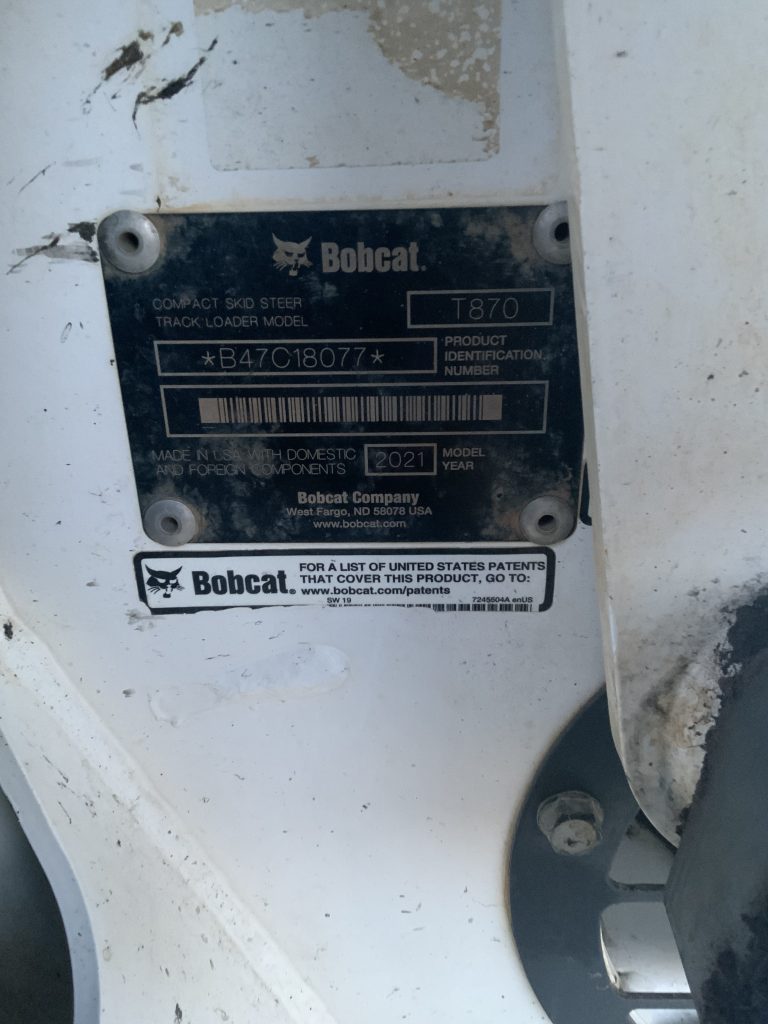 Bobcat.
COMPACT SKID STEER
TRACK LOADER MODEL
T870
*B47C18077*
PRODUCT
IDENTIFICATION
NUMBER
MADE IN USA WITH DOMESTIC
AND FOREIGN COMPONENTS
2021
MODEL
YEAR
Bobcat Company
West Fargo, ND 58078 USA
www.bobcat.com
Bobcat.
FOR A LIST OF UNITED STATES PATENTS
THAT COVER THIS PRODUCT, GO TO:
www.bobcat.com/patents
SW 19
7245504A enUS